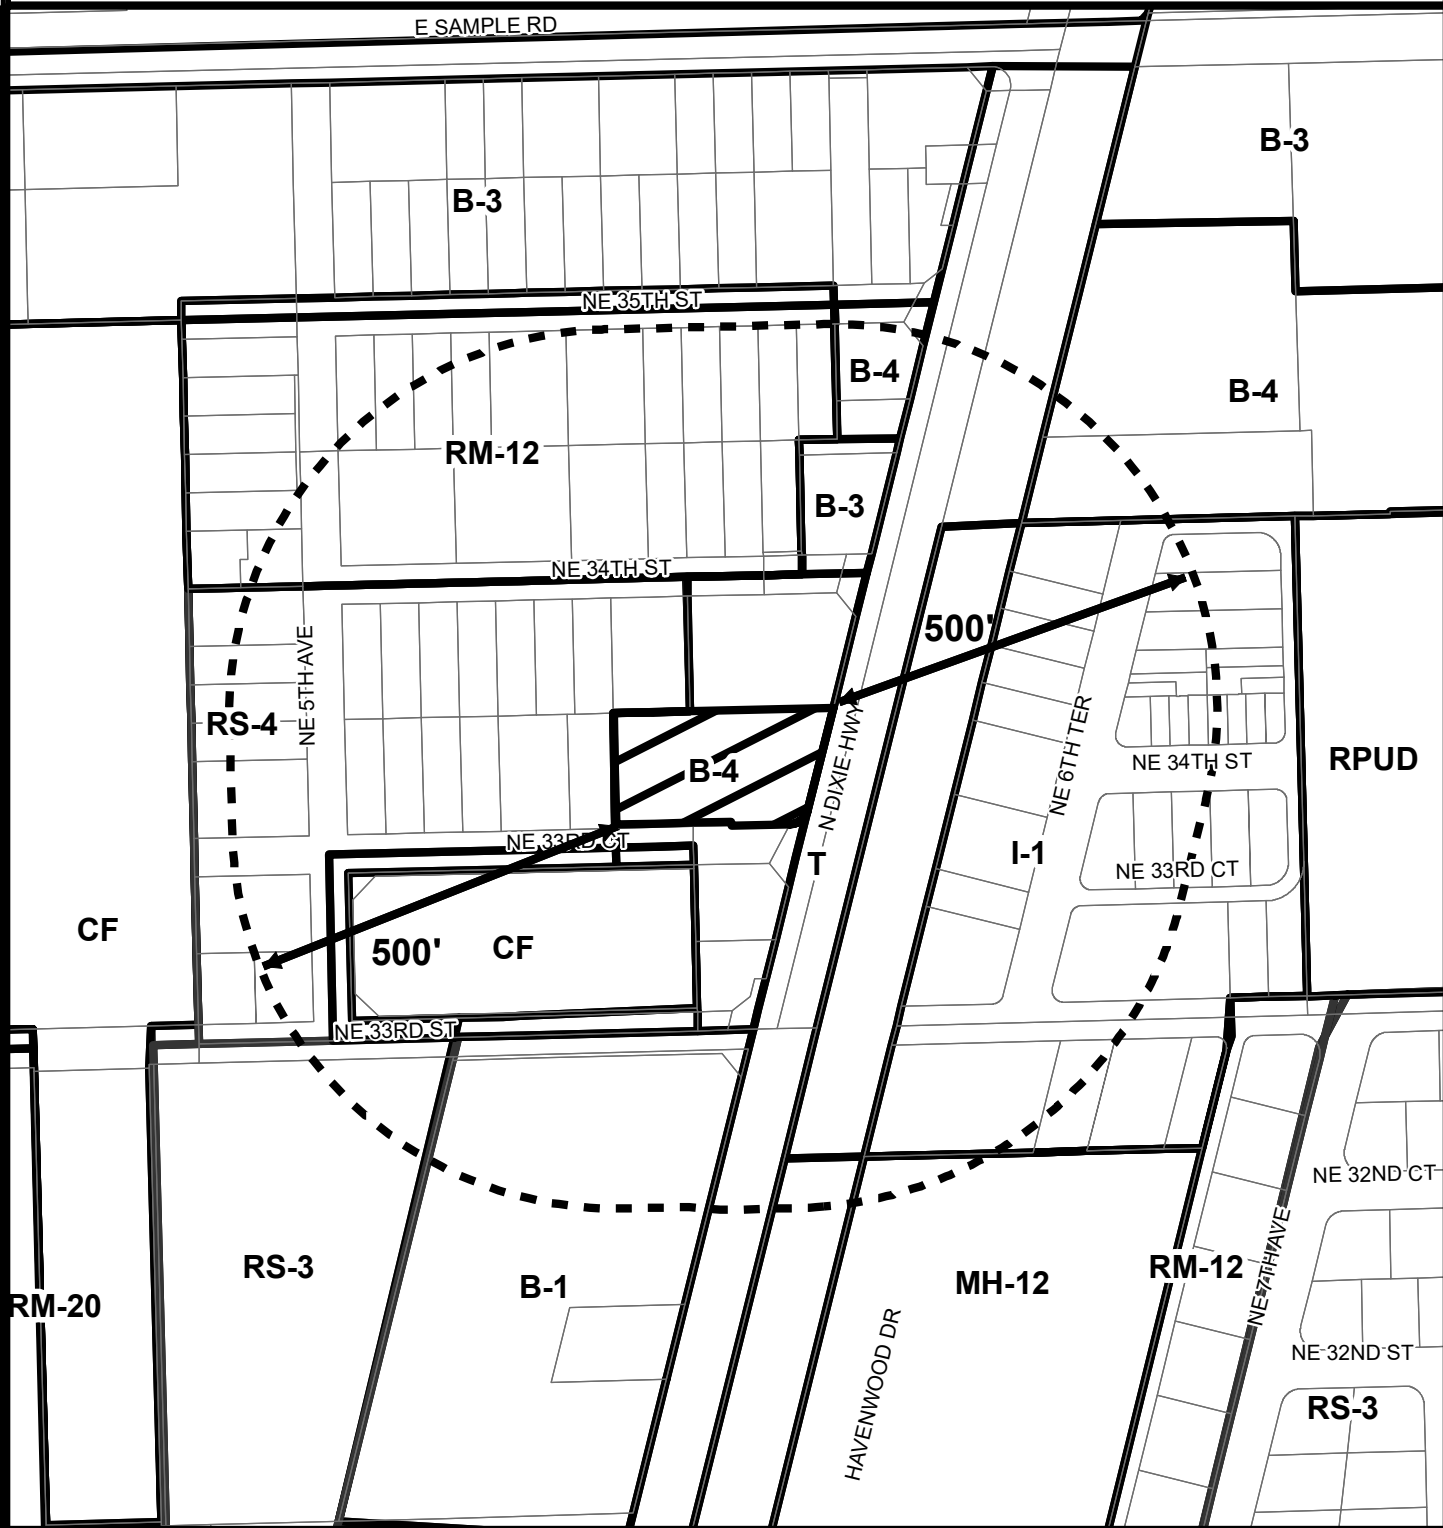 E SAMPLE RD
B-3
B-3
NE 35TH ST
B-4
B-4
RM-12
B-3
NE 34TH ST
500'
NE 5TH AVE
RS-4
N DIXIE HWY
NE 6TH TER
B-4
NE 34TH ST
RPUD
NE 33RD CT
T
I-1
NE 33RD CT
CF
500'
CF
NE 33RD ST
NE 32ND CT
RS-3
B-1
MH-12
RM-12
NE 7TH AVE
RM-20
HAVENWOOD DR
NE 32ND ST
RS-3